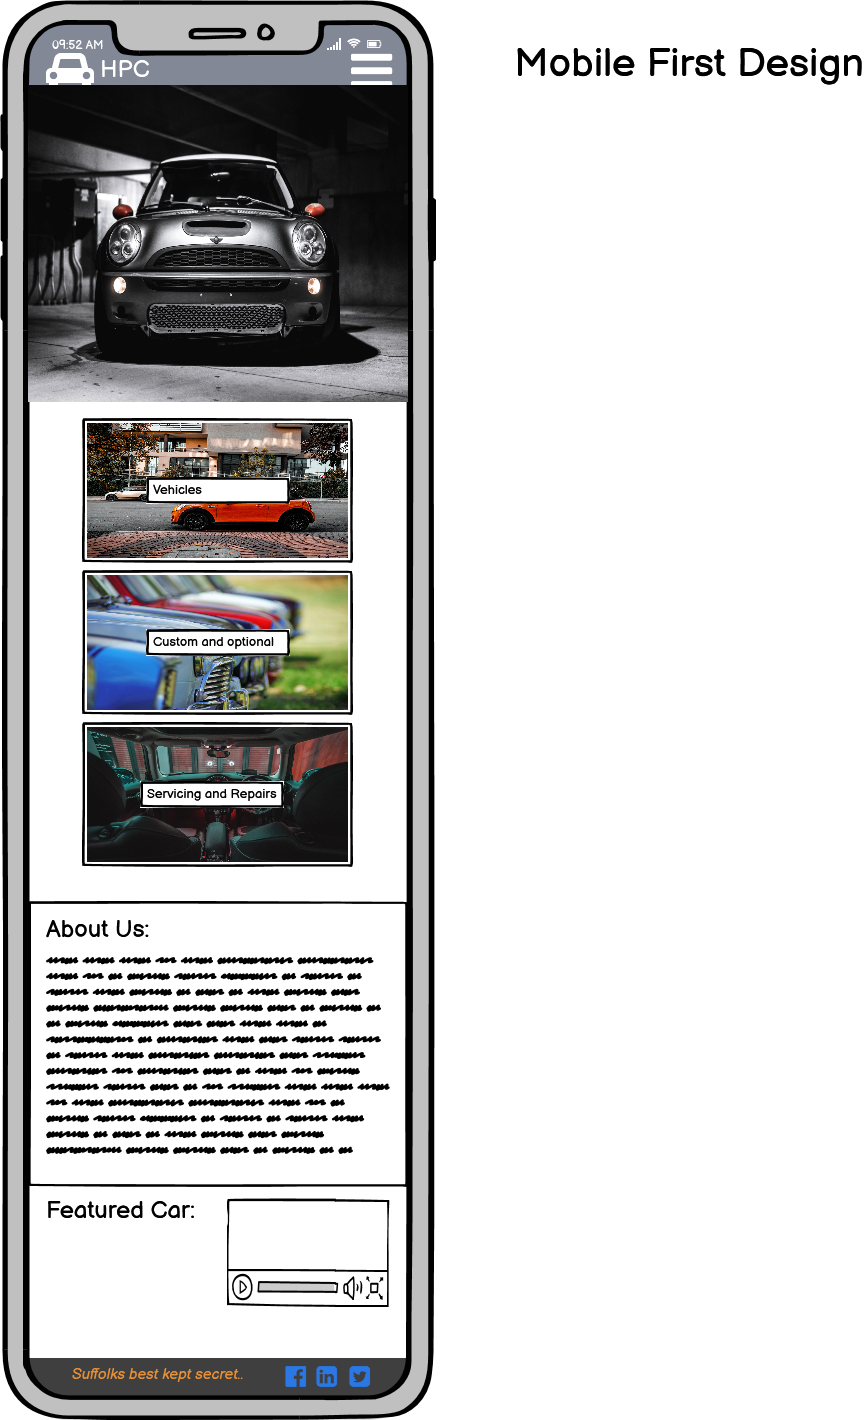 09:52 AM
HPC
Mobile First Design
Vehicles
Custom and optional
Servicing and Repairs
About Us:
Featured Car:
Suffolks best kept secret..